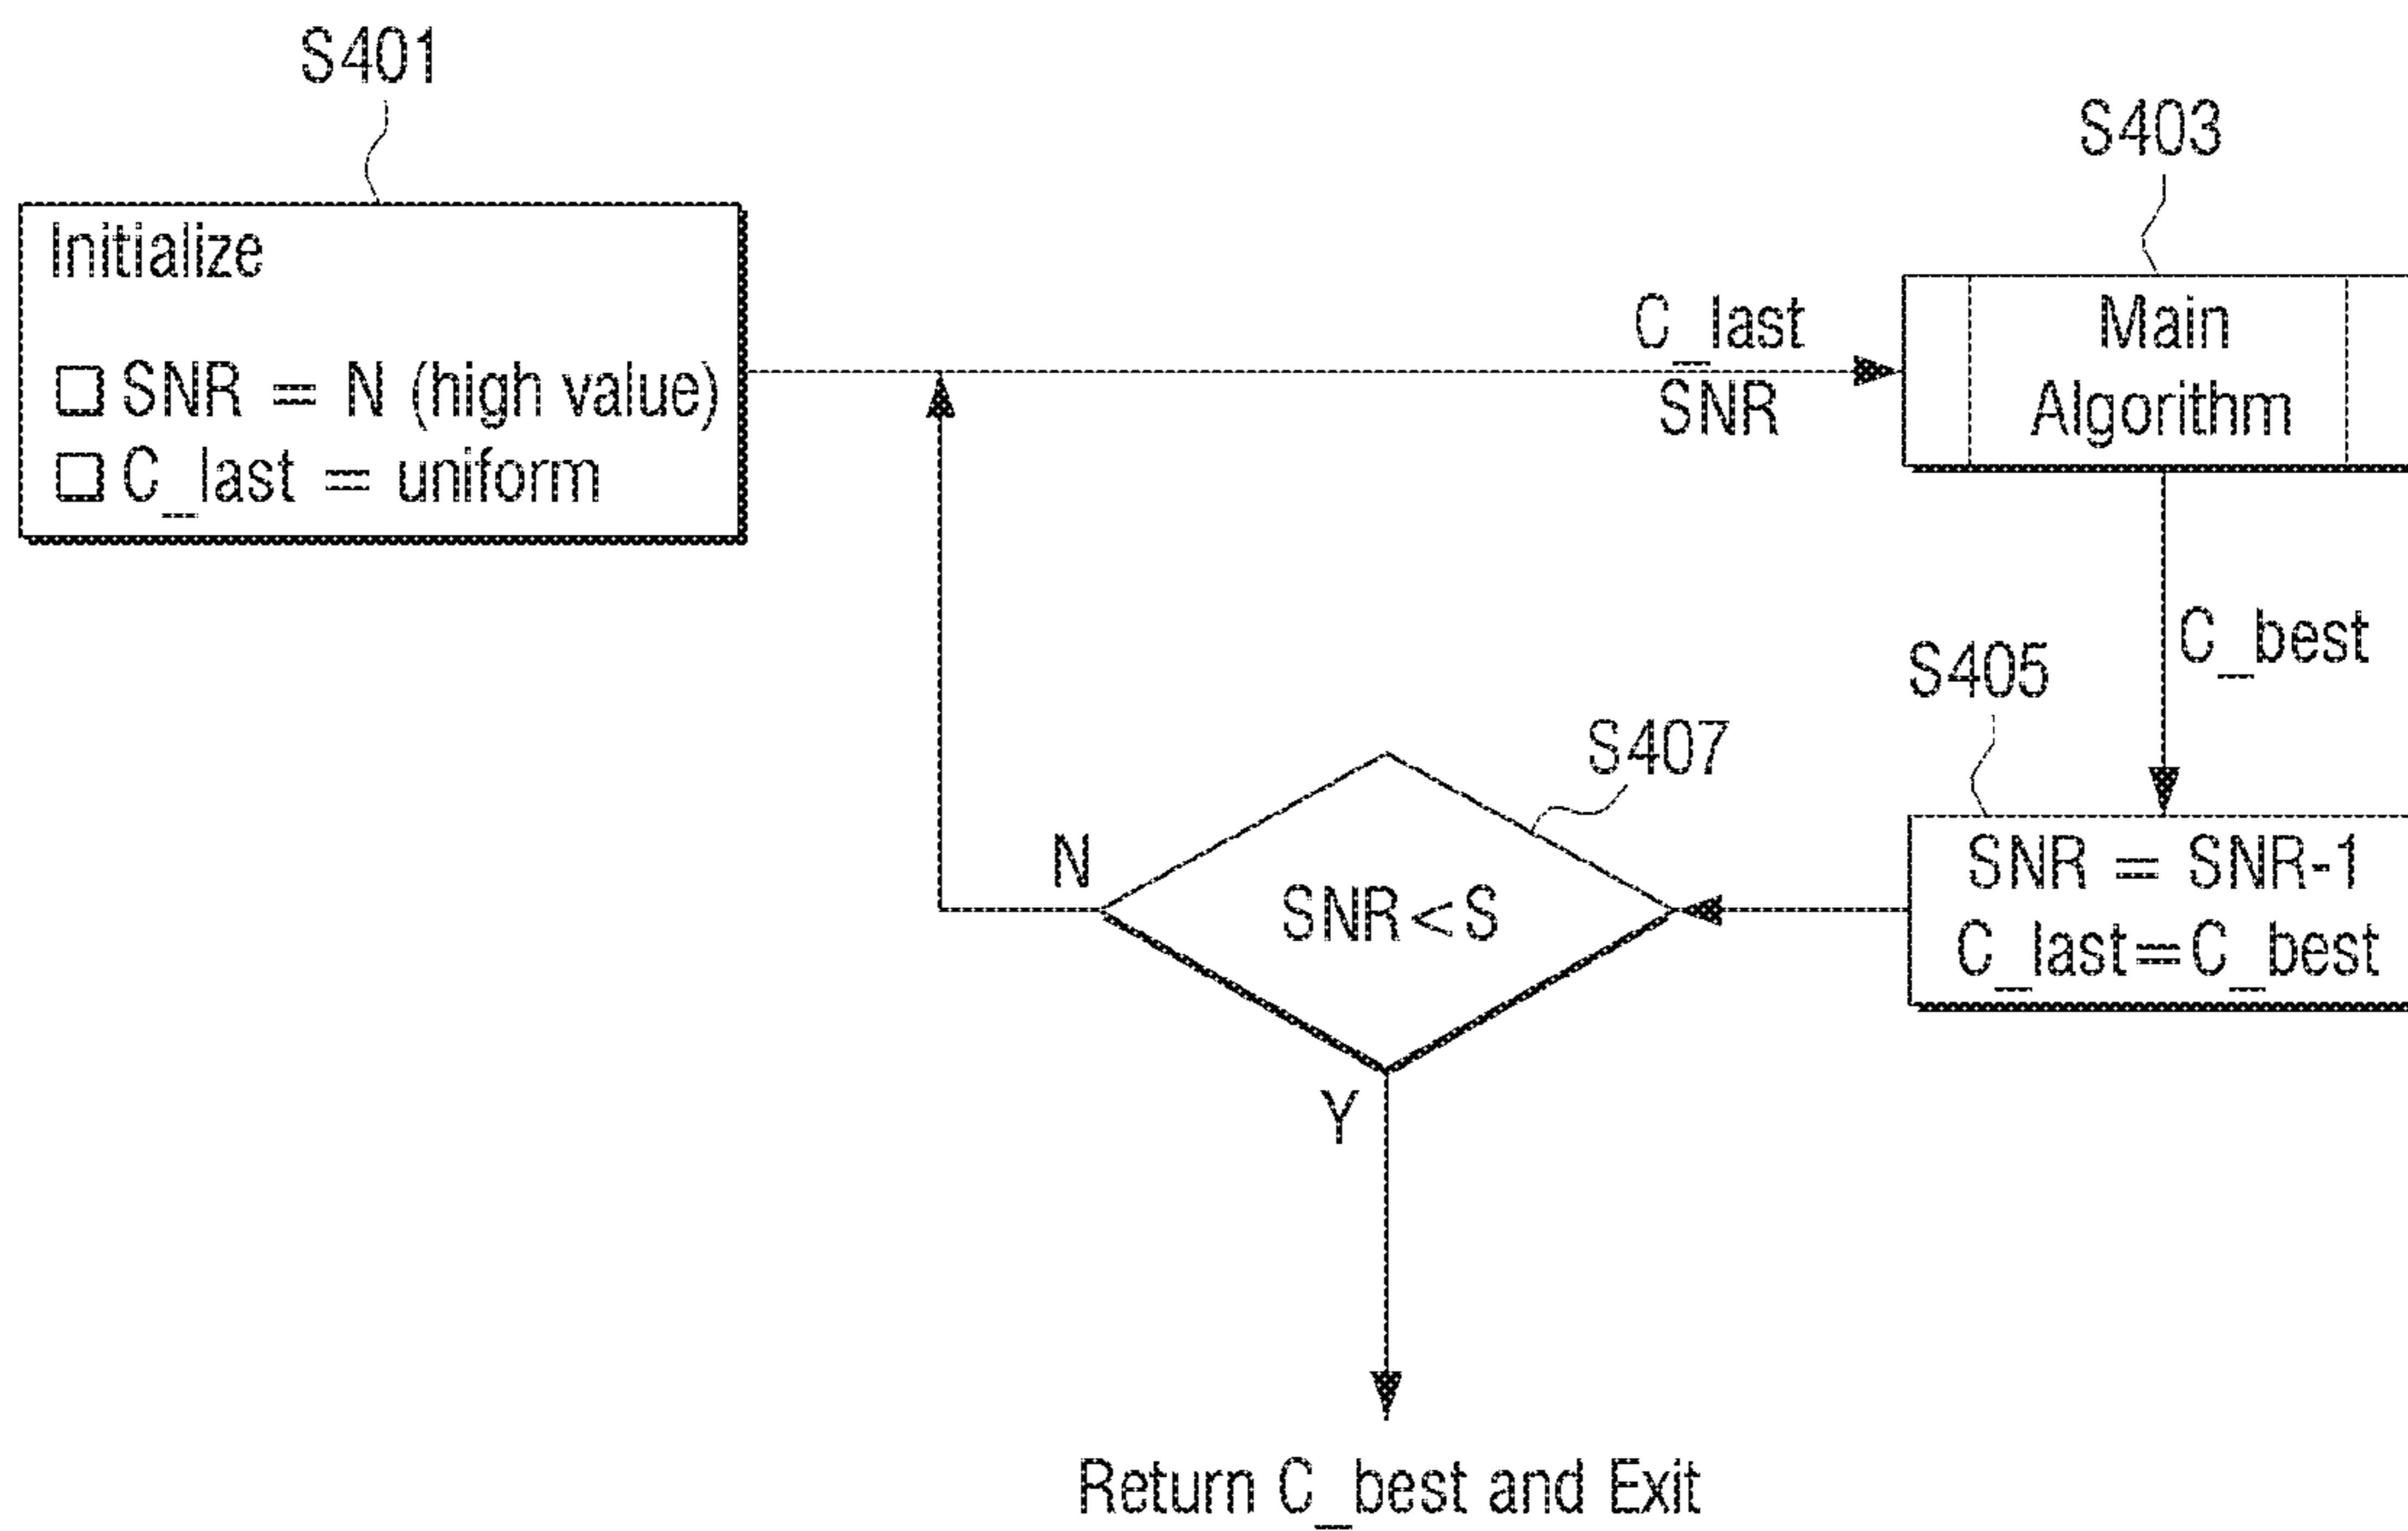 S401
Initialize
□ SNR = N (high value)
□ C_last = uniform
S403
C_last
SNR
Main
Algorithm
C_best
S405
SNR = SNR-1
C_last=C_best
S407
SNR<S
N
Y
Return C_best and Exit